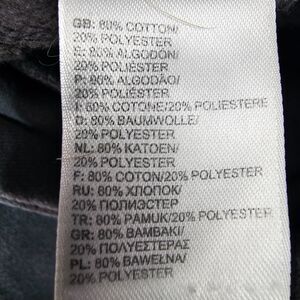 GB: 80% COTTON/
20% POLYESTER
E: 80% ALGODÓN/
20% POLIÉSTER
P: 80% ALGODÃO/
20% POLIÉSTER
I: 80% COTONE/20% POLIESTERE
D: 80% BAUMWOLLE/
20% POLYESTER
NL: 80% KATOEN/
20% POLYESTER
F: 80% COTON/20% POLYESTER
RU: 80% ХЛОПОК/
20% ПОЛИЭСТЕР
TR: 80% PAMUK/20% POLYESTER
GR: 80% BAMBAKI/
20% ΠΟΛΥΕΣΤΕΡΑΣ
PL: 80% BAWEŁNA/
20% POLYESTER